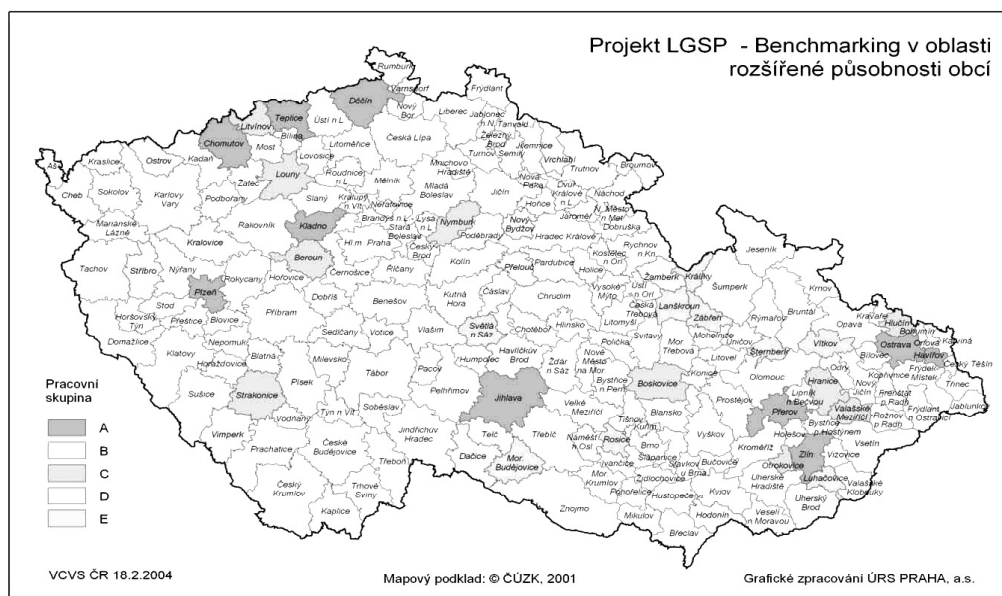 Projekt LGSP - Benchmarking v oblasti
rozšířené působnosti obcí
Rumburk
Varnsdorf
Frýdlant
Děčín
Nový
Bor
Liberec
Jablonec
n N.
Tanvald
Teplice
Ústí n L
Litvínov
Bílina
Most
Chomutov
Kadaň
Litoměřice
Lovosice
Česká Lípa
Železný
Brod
Jilemnice
Turnov
Semily
Vrchlabí
Trutnov
Broumov
Aš
Kraslice
Ostrov
Cheb
Sokolov
Karlovy
Vary
Podbořany
Žatec
Louny
Roudnice
n L
Mělník
Mnichovo
Hradiště
Mladá
Boleslav
Jičín
Nová
Paka
Dvůr
Králové
n L
Hořice
Náchod
N. Město
n Met
Jaroměř
Dobruška
Mariánské
Lázně
Rakovník
Slaný
Kralupy
n Vlt
Neratovice
Brandýs n L
Stará
Boleslav
Lysá
n L
Nymburk
Poděbrady
Nový
Bydžov
Hradec Králové
Kladno
Hl m Praha
Český
Brod
Kolín
Beroun
Černošice
Říčany
Hořovice
Kralovice
Tachov
Stříbro
Nýřany
Plzeň
Rokycany
Stod
Horšovský
Týn
Přeštice
Blovice
Domažlice
Klatovy
Nepomuk
Horažďovice
Sušice
Blatná
Strakonice
Příbram
Dobříš
Benešov
Sedlčany
Votice
Vlašim
Milevsko
Písek
Tábor
Vodňany
Týn n Vlt
Soběslav
Vimperk
Prachatice
České
Budějovice
Jindřichův
Hradec
Třeboň
Český
Krumlov
Trhové
Sviny
Kaplice
Kutná
Hora
Čáslav
Přelouč
Pardubice
Holice
Kostelec
n Orl
Rychnov
n Kn
Vysoké
Mýto
Ústí
n Orl
Žamberk
Králíky
Chrudim
Světlá
n Sáz
Chotěboř
Hlinsko
Litomyšl
Česká
Třebová
Lanškroun
Zábřeh
Šumperk
Jeseník
Humpolec
Havlíčkův
Brod
Pacov
Pelhřimov
Žďár
n Sáz
Nové
Město
na Mor
Polička
Svitavy
Mor
Třebová
Mohelnice
Uničov
Litovel
Šternberk
Rýmařov
Bruntál
Krnov
Jihlava
Bystřice
n Pern
Boskovice
Konice
Olomouc
Velké
Meziříčí
Tišnov
Kuřim
Blansko
Prostějov
Telč
Třebíč
Náměšť
n Osl
Rosice
Brno
Šlapanice
Vyškov
Dačice
Mor.
Budějovice
Ivančice
Slavkov
u Brna
Bučovice
Mor
Krumlov
Židlochovice
Pohořelice
Hustopeče
Kyjov
Znojmo
Mikulov
Břeclav
Hodonín
Veselí
n Moravou
Uherské
Hradiště
Uherský
Brod
Přerov
Kroměříž
Holešov
Zlín
Otrokovice
Luhačovice
Lipník
n Bečvou
Hranice
Bystřice
p Hostýnem
Valašské
Meziříčí
Vsetín
Vizovice
Valašské
Klobouky
Opava
Vítkov
Odry
Nový
Jičín
Bílovec
Kravaře
Hlučín
Bohumín
Ostrava
Orlová
Karviná
Havířov
Český Těšín
Frýdek
Místek
Kopřivnice
Frenštát
p Radh
Rožnov
p Radh
Frýdlant
n Ostravicí
Třinec
Jablunkov
Pracovní
skupina
A
B
C
D
E
VCVS ČR 18.2.2004
Mapový podklad: © ČÚZK, 2001
Grafické zpracování ÚRS PRAHA, a.s.